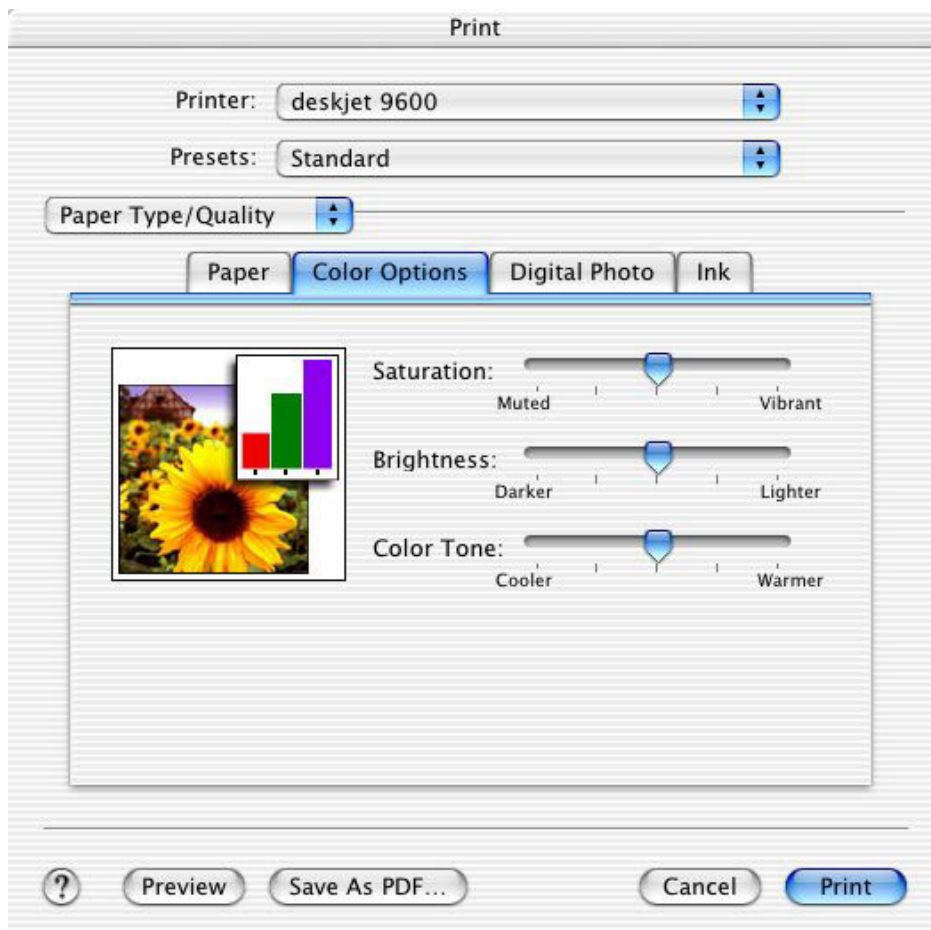 Print
Printer: deskjet 9600
Presets: Standard
Paper Type/Quality
Paper Color Options Digital Photo Ink
Saturation:
Muted Vibrant
Brightness:
Darker Lighter
Color Tone:
Cooler Warmer
? Preview Save As PDF... Cancel Print